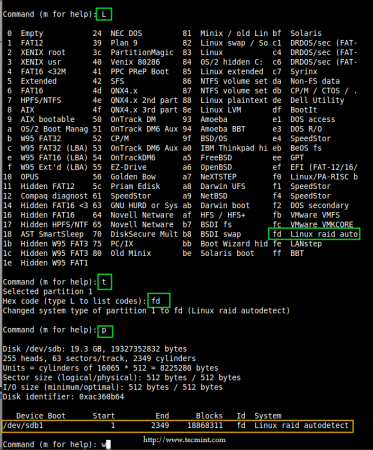 Command (m for help): L
0 Empty 24 NEC DOS 81 Minix / old Lin bf Solaris
1 FAT12 39 Plan 9 82 Linux swap / So c1 DRDOS/sec (FAT-
2 XENIX root 3c PartitionMagic 83 Linux c4 DRDOS/sec (FAT-
3 XENIX usr 40 Venix 80286 84 OS/2 hidden C: c6 DRDOS/sec (FAT-
4 FAT16 <32M 41 PPC PReP Boot 85 Linux extended c7 Syrinx
5 Extended 42 SFS 86 NTFS volume set da Non-FS data
6 FAT16 4d QNX4.x 87 NTFS volume set db CP/M / CTOS / .
7 HPFS/NTFS 4e QNX4.x 2nd part 88 Linux plaintext de Dell Utility
8 AIX 4f QNX4.x 3rd part 8e Linux LVM df BootIt
9 AIX bootable 50 OnTrack DM 93 Amoeba e1 DOS access
a OS/2 Boot Manag 51 OnTrack DM6 Aux 94 Amoeba BBT e3 DOS R/O
b W95 FAT32 52 CP/M 9f BSD/OS e4 SpeedStor
c W95 FAT32 (LBA) 53 OnTrack DM6 Aux a0 IBM Thinkpad hi eb BeOS fs
e W95 FAT16 (LBA) 54 OnTrackDM6 a5 FreeBSD ee GPT
f W95 Ext'd (LBA) 55 EZ-Drive a6 OpenBSD ef EFI (FAT-12/16/
10 OPUS 56 Golden Bow a7 NeXTSTEP f0 Linux/PA-RISC b
11 Hidden FAT12 5c Priam Edisk a8 Darwin UFS f1 SpeedStor
12 Compaq diagnost 61 SpeedStor a9 NetBSD f4 SpeedStor
14 Hidden FAT16 <3 63 GNU HURD or Sys ab Darwin boot f2 DOS secondary
16 Hidden FAT16 64 Novell Netware af HFS / HFS+ fb VMware VMFS
17 Hidden HPFS/NTF 65 Novell Netware b7 BSDI fs fc VMware VMKCORE
18 AST SmartSleep 70 DiskSecure Mult b8 BSDI swap fd Linux raid auto
1b Hidden W95 FAT3 75 PC/IX bb Boot Wizard hid fe LANstep
1c Hidden W95 FAT3 80 Old Minix be Solaris boot ff BBT
1e Hidden W95 FAT1
Command (m for help): t
Selected partition 1
Hex code (type L to list codes): fd
Changed system type of partition 1 to fd (Linux raid autodetect)
Command (m for help): p
Disk /dev/sdb: 19.3 GB, 19327352832 bytes
255 heads, 63 sectors/track, 2349 cylinders
Units = cylinders of 16065 * 512 = 8225280 bytes
Sector size (logical/physical): 512 bytes / 512 bytes
I/O size (minimum/optimal): 512 bytes / 512 bytes
Disk identifier: 0xac360b64
Device Boot Start End Blocks Id System
/dev/sdb1 1 2349 18868311 fd Linux raid autodetect
http://www.tecmint.com
Command (m for help): w